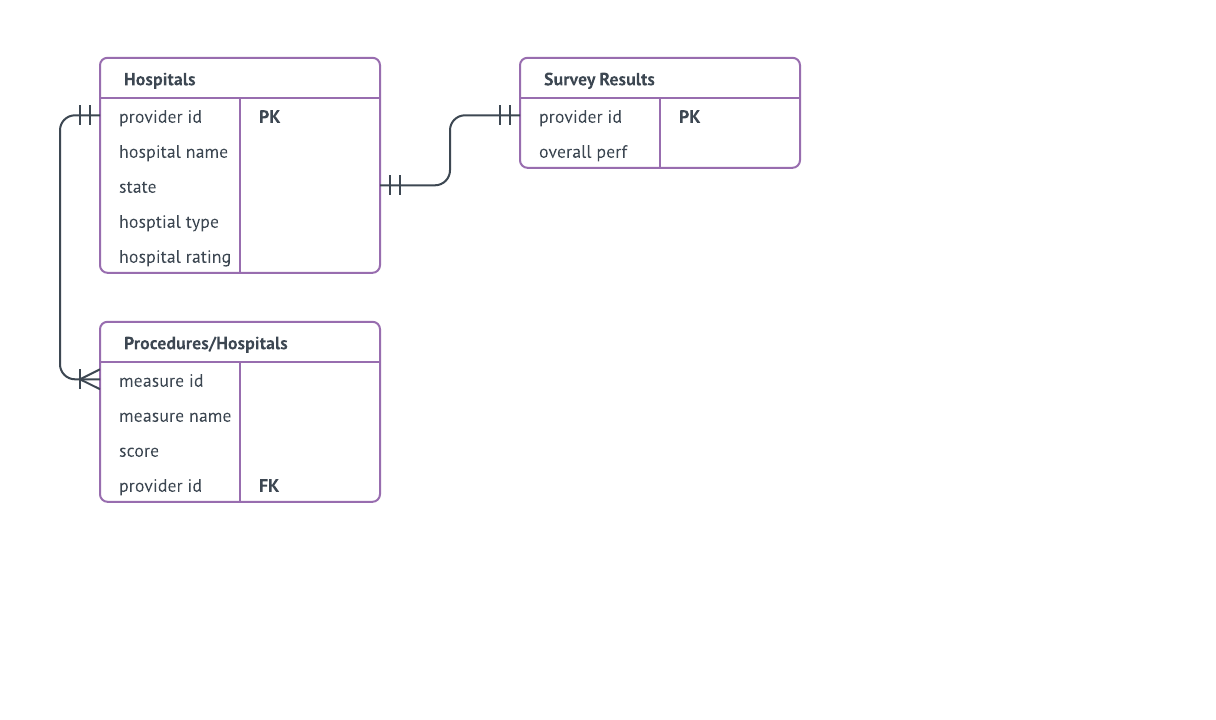 Hospitals
provider id PK
hospital name
state
hosptial type
hospital rating
Survey Results
provider id PK
overall perf
Procedures/Hospitals
measure id
measure name
score
provider id FK